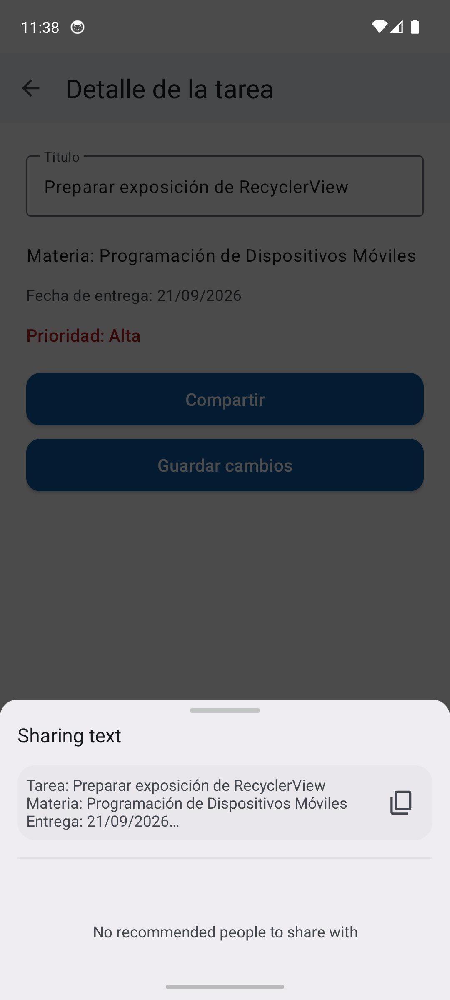 11:38
Detalle de la tarea
Título
Preparar exposición de RecyclerView
Materia: Programación de Dispositivos Móviles
Fecha de entrega: 21/09/2026
Prioridad: Alta
Compartir
Guardar cambios
Sharing text
Tarea: Preparar exposición de RecyclerView
Materia: Programación de Dispositivos Móviles
Entrega: 21/09/2026…
No recommended people to share with